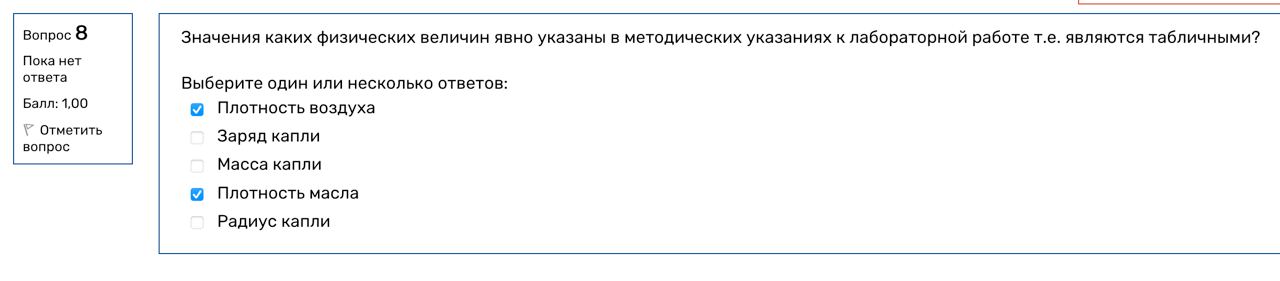 Вопрос 8
Пока нет
ответа
Балл: 1,00
Отметить
вопрос
Значения каких физических величин явно указаны в методических указаниях к лабораторной работе т.е. являются табличными?
Выберите один или несколько ответов:
Плотность воздуха
Заряд капли
Масса капли
Плотность масла
Радиус капли